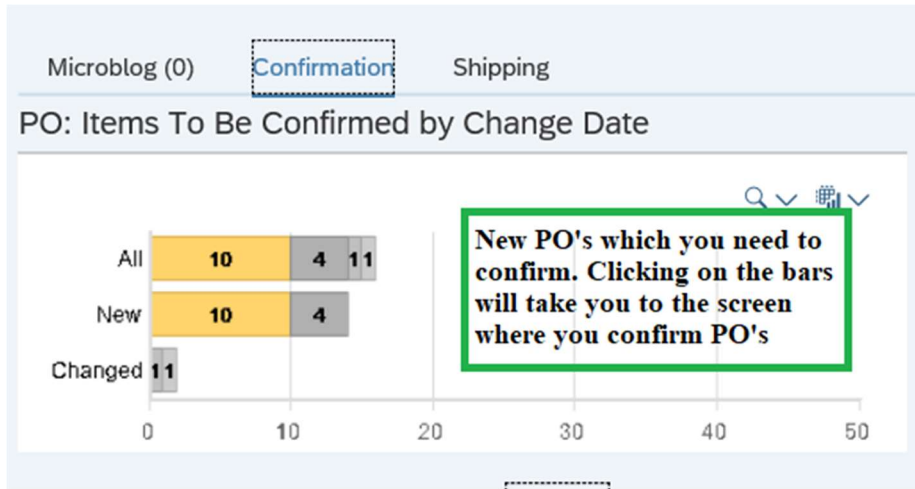 Microblog (0) Confirmation Shipping
PO: Items To Be Confirmed by Change Date
All 10 4 1 1
New 10 4
Changed 1 1
New PO's which you need to
confirm. Clicking on the bars
will take you to the screen
where you confirm PO's
0 10 20 30 40 50